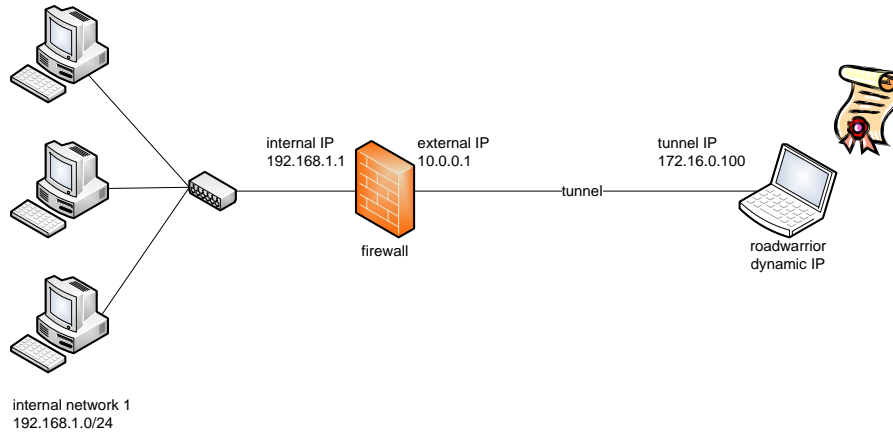 internal IP
192.168.1.1
external IP
10.0.0.1
tunnel IP
172.16.0.100
tunnel
firewall
roadwarrior
dynamic IP
internal network 1
192.168.1.0/24